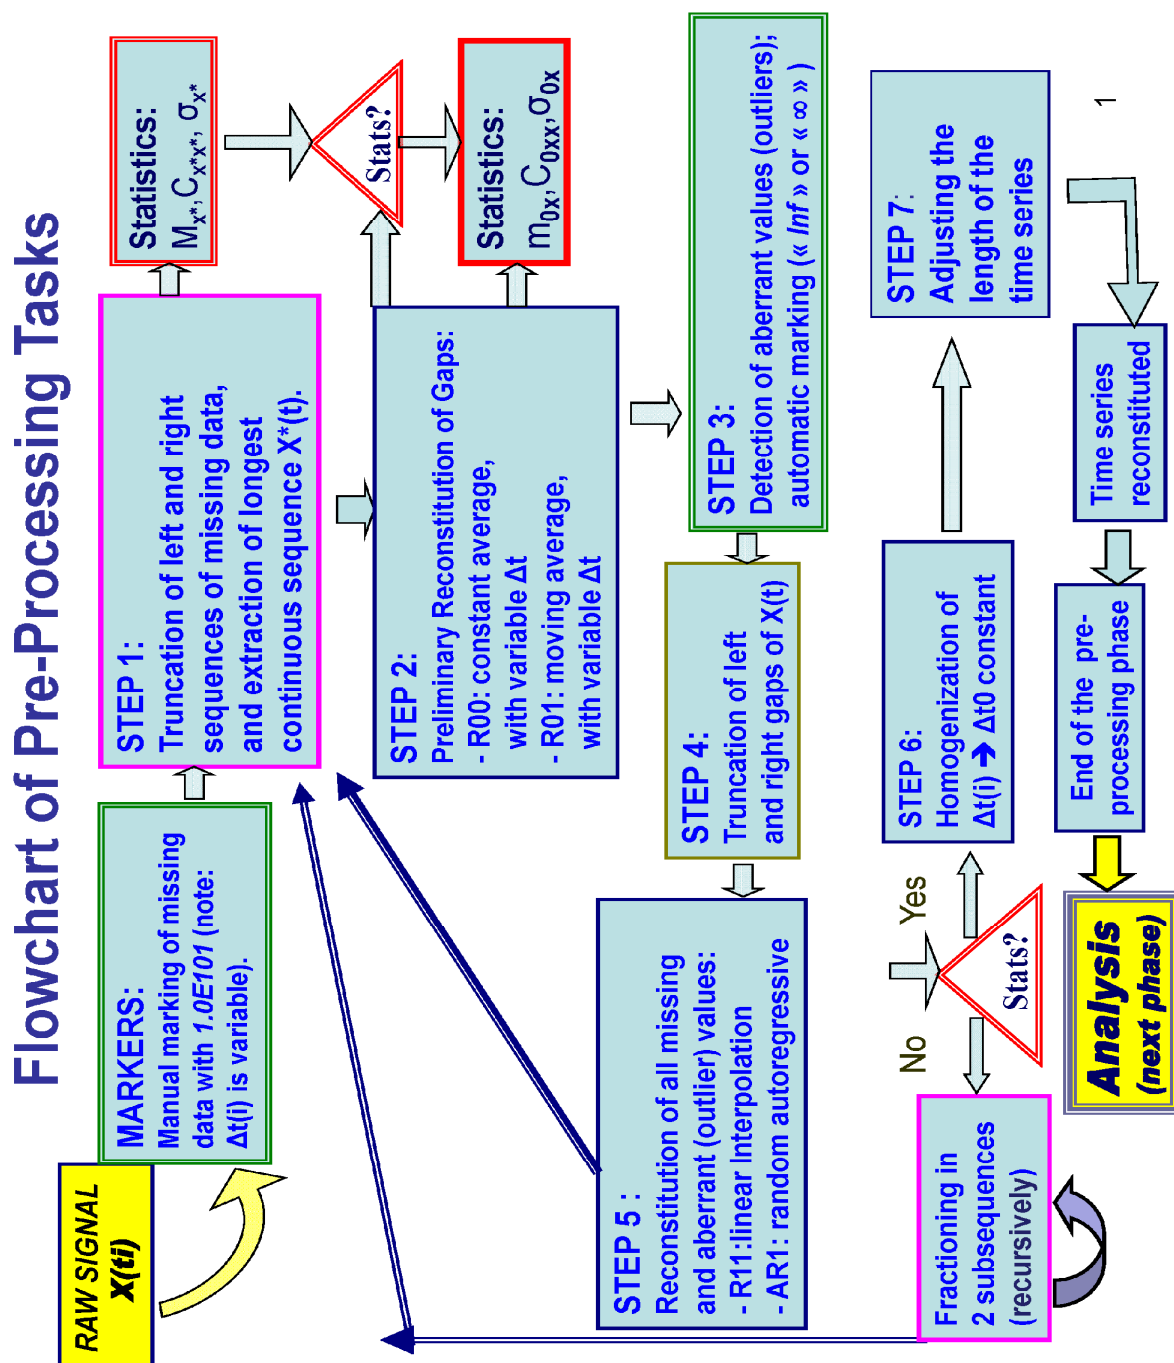 Flowchart of Pre-Processing Tasks
RAW SIGNAL
X(ti)
MARKERS:
Manual marking of missing
data with 1.0E101 (note:
Δt(i) is variable).
STEP 1:
Truncation of left and right
sequences of missing data,
and extraction of longest
continuous sequence X*(t).
Statistics:
Mx*, Cx*x*, σx*
Stats?
STEP 2:
Preliminary Reconstitution of Gaps:
- R00: constant average,
with variable Δt
- R01: moving average,
with variable Δt
Statistics:
m0x, C0xx, σ0x
STEP 3:
Detection of aberrant values (outliers);
automatic marking (« Inf » or « ∞ »)
STEP 4:
Truncation of left
and right gaps of X(t)
STEP 5 :
Reconstitution of all missing
and aberrant (outlier) values:
- R11:linear Interpolation
- AR1: random autoregressive
No
Yes
Stats?
Fractioning in
2 subsequences
(recursively)
STEP 6:
Homogenization of
Δt(i) ➔ Δt0 constant
STEP 7:
Adjusting the
length of the
time series
1
Time series
reconstituted
End of the pre-
processing phase
Analysis
(next phase)